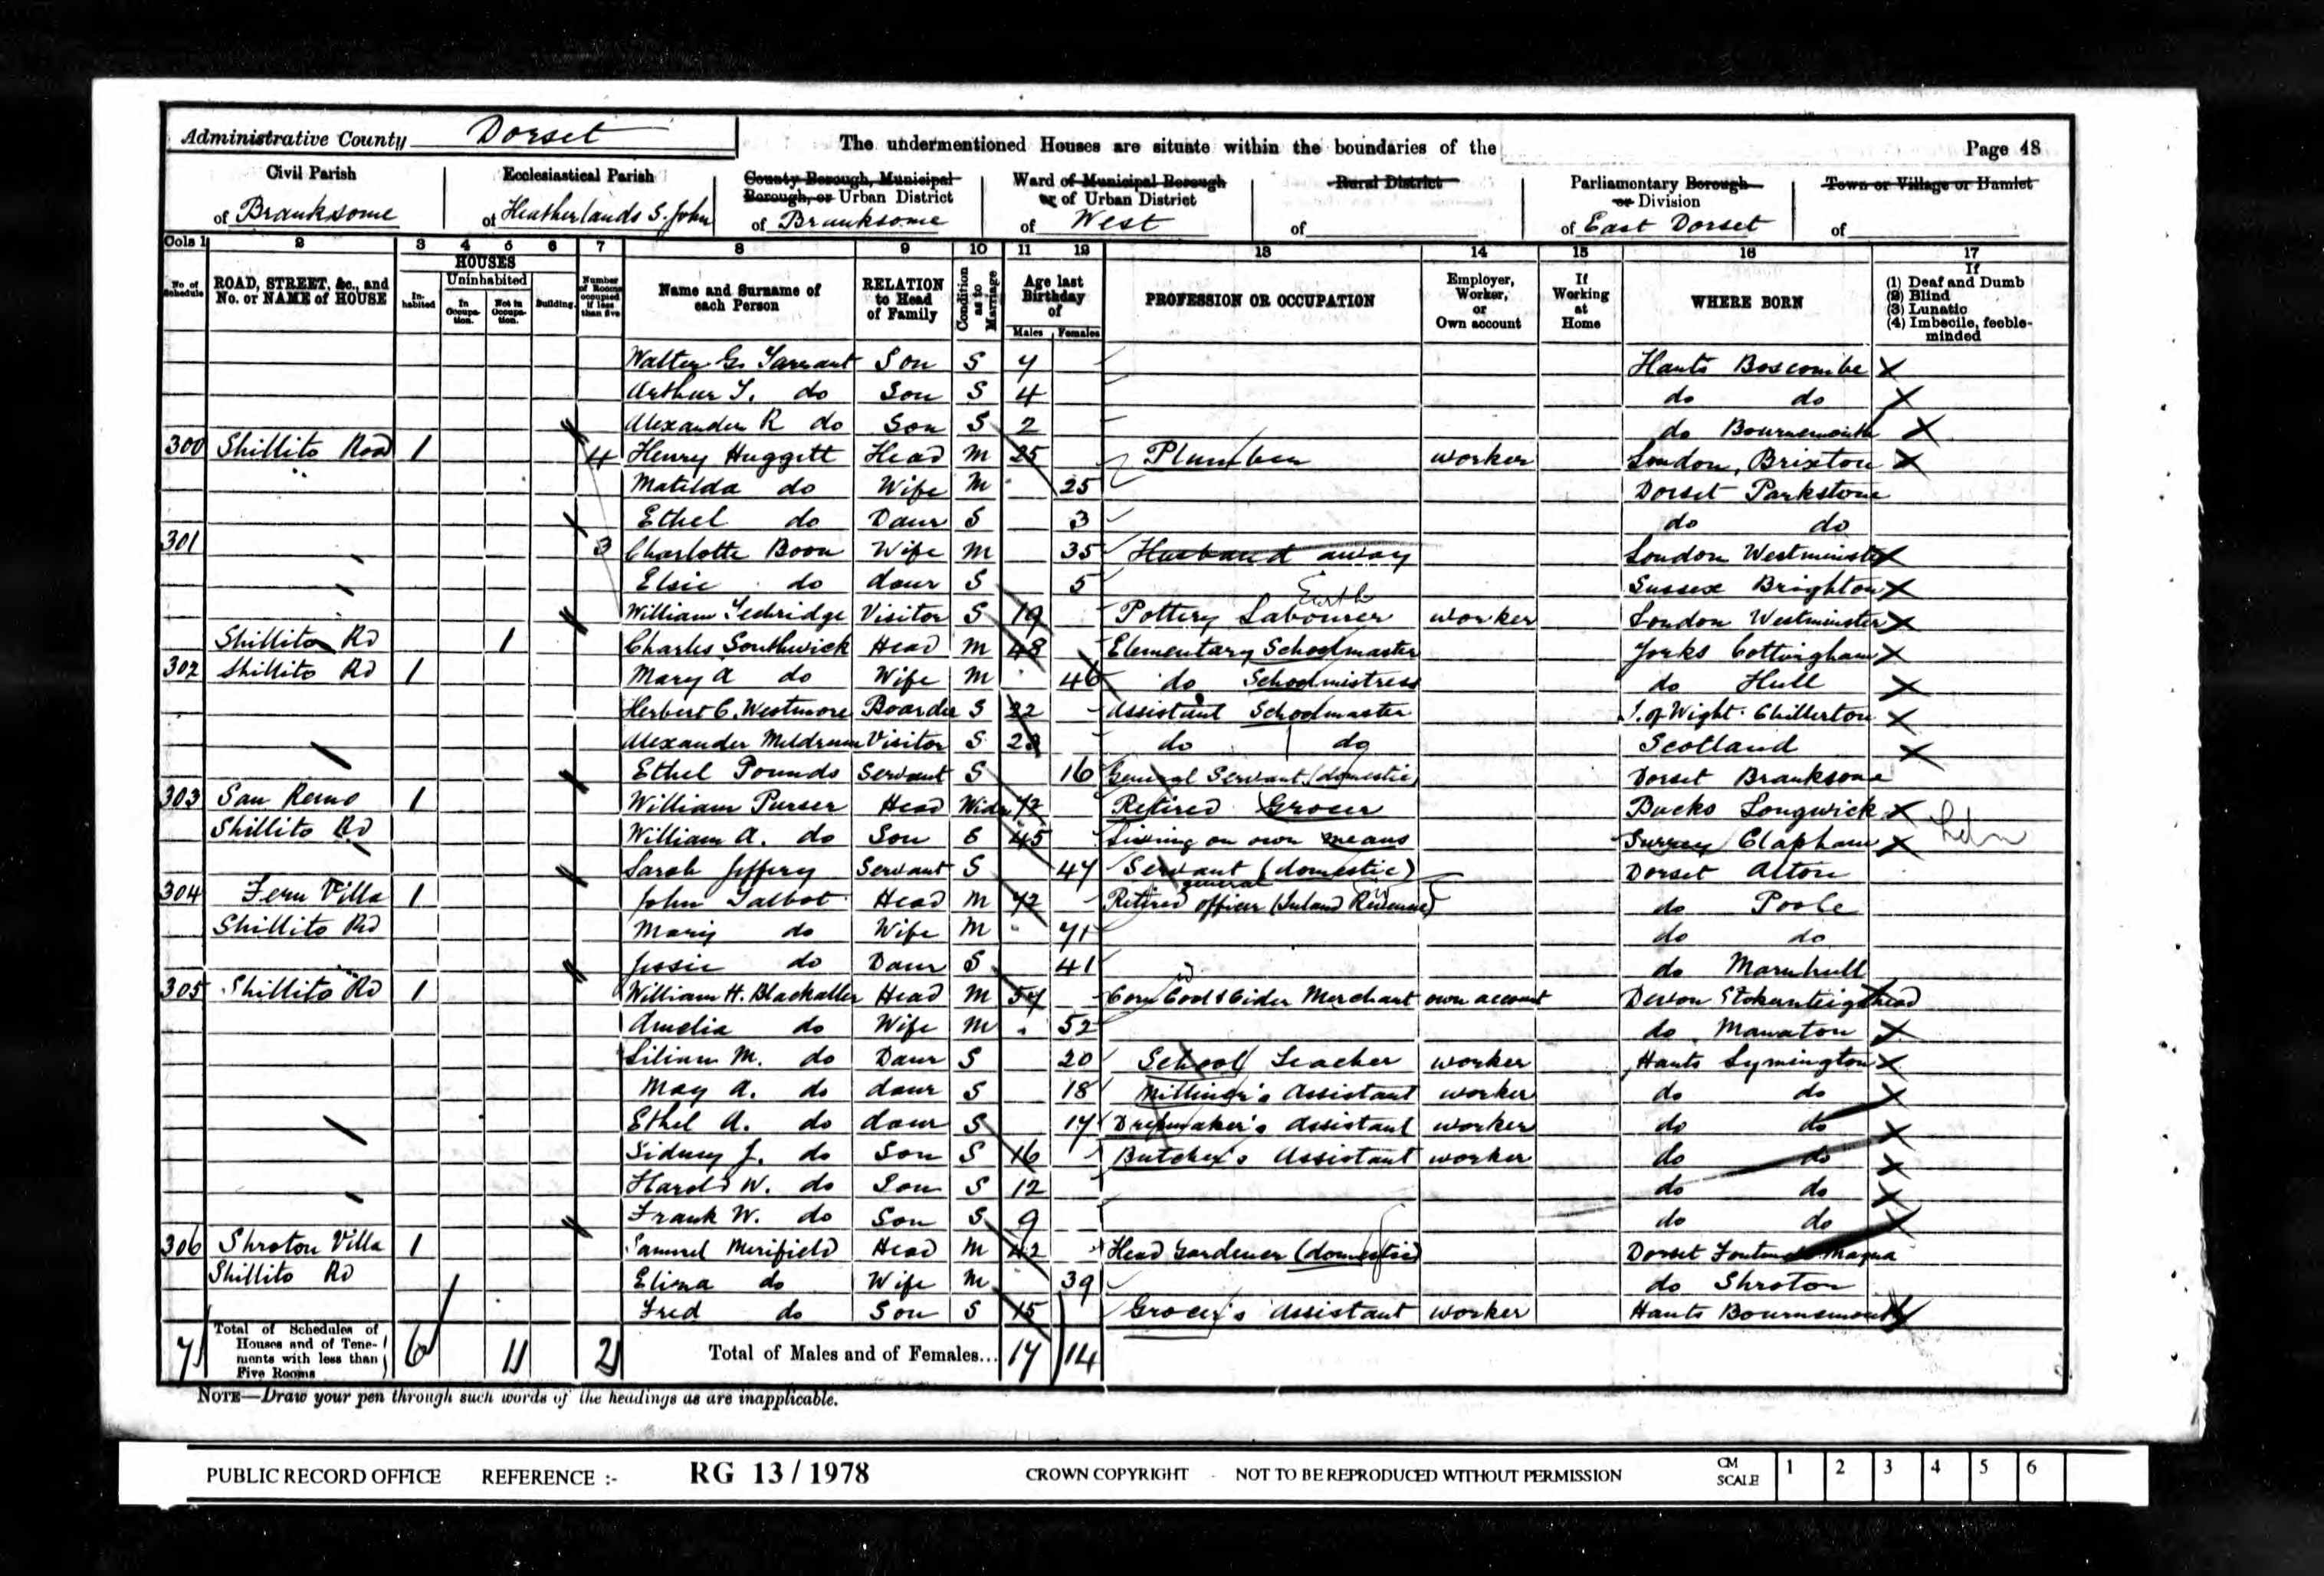 Administrative County Dorset
The undermentioned Houses are situate within the boundaries of the
Page 48
Civil Parish of Branksome
Ecclesiastical Parish of Heatherlands S. John
County Borough, Municipal Borough, or Urban District of Branksome
Ward of Municipal Borough or of Urban District of West
Rural District of
Parliamentary Borough or Division of East Dorset
Town or Village or Hamlet of
Cols 1 2 3 4 5 6 7 8 9 10 11 12 13 14 15 16 17
No. of Schedule
ROAD, STREET, &c., and No. or NAME of HOUSE
HOUSES
Inhabited
Uninhabited
In Occupation.
Not in Occupation.
Building.
Number of Rooms occupied if less than five
Name and Surname of each Person
RELATION to Head of Family
Condition as to Marriage
Age last Birthday of
Males Females
PROFESSION OR OCCUPATION
Employer, Worker, or Own account
If Working at Home
WHERE BORN
If
(1) Deaf and Dumb
(2) Blind
(3) Lunatic
(4) Imbecile, feeble-minded
Walter G. Tarrant Son S 7 Hants Boscombe
Arthur T. do Son S 4 do do
Alexander R do Son S 2 do Bournemouth
300 Shillito Road 1 4 Henry Huggett Head M 25 Plumber worker London, Brixton
Matilda do Wife M 25 Dorset Parkstone
Ethel do Daur S 3 do do
301 3 Charlotte Boon Wife M 35 Husband away London Westminster
Elsie do daur S 5 Sussex Brighton
Earth
William Visitor S 19 Pottery Labourer worker London Westminster
Shillito Rd 1 Charles Southwick Head M 48 Elementary Schoolmaster Yorks Cottingham
302 Shillito Rd 1 Mary A do Wife M 46 do Schoolmistress do Hull
Herbert C. Westmore Boarder S 22 Assistant Schoolmaster I. of Wight. Chillerton
Alexander Meldrum Visitor S 23 do do Scotland
Ethel Pounds Servant S 16 General Servant (domestic) Dorset Branksome
303 San Remo 1 William Purser Head Widr 72 Retired Grocer Bucks Longwick
Shillito Rd William A. do Son S 45 Living on own means Surrey Clapham
Sarah Jeffery Servant S 47 Servant (domestic) Dorset Alton
general
304 Fern Villa 1 John Talbot Head M 72 Retired officer (Inland Revenue) do Poole
Shillito Rd Mary do Wife M 71 do do
Jessie do Daur S 41 do Marnhull
305 Shillito Rd 1 William H. Blackaller Head M 54 Corn Coal & Cider Merchant own account Devon Stokeinteignhead
Amelia do Wife M 52 do Manaton
Lilian M. do Daur S 20 School Teacher worker Hants Lymington
May A. do daur S 18 Milliner's Assistant worker do do
Ethel A. do daur S 17 Dressmaker's Assistant worker do do
Sidney J. do Son S 16 Butcher's Assistant worker do do
Harold W. do Son S 12 do do
Frank W. do Son S 9 do do
306 Shroton Villa 1 Samuel Merifield Head M 42 Head Gardener (domestic) Dorset Fontmell Magna
Shillito Rd Eliza do Wife M 39 do Shroton
Fred do Son S 15 Grocer's Assistant worker Hants Bournemouth
7 Total of Schedules of Houses and of Tenements with less than Five Rooms 6 1 2 Total of Males and of Females... 17 14
NOTE—Draw your pen through such words of the headings as are inapplicable.
PUBLIC RECORD OFFICE REFERENCE :- RG 13 / 1978 CROWN COPYRIGHT - NOT TO BE REPRODUCED WITHOUT PERMISSION CM SCALE 1 2 3 4 5 6